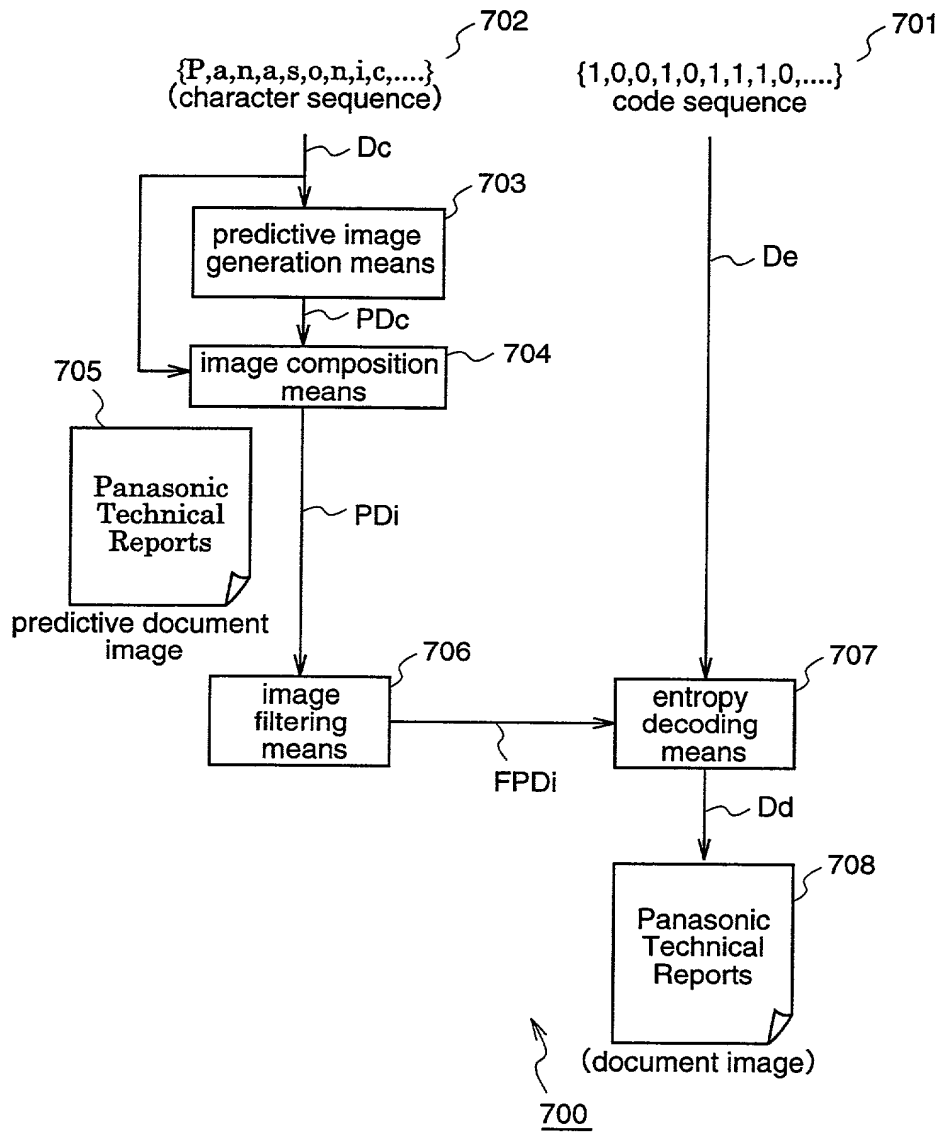 702
{P,a,n,a,s,o,n,i,c,....}
(character sequence)
701
{1,0,0,1,0,1,1,1,0,....}
code sequence
Dc
703
predictive image
generation means
De
PDc
704
image composition
means
705
Panasonic
Technical
Reports
predictive document
image
PDi
706
image
filtering
means
FPDi
707
entropy
decoding
means
Dd
708
Panasonic
Technical
Reports
(document image)
700